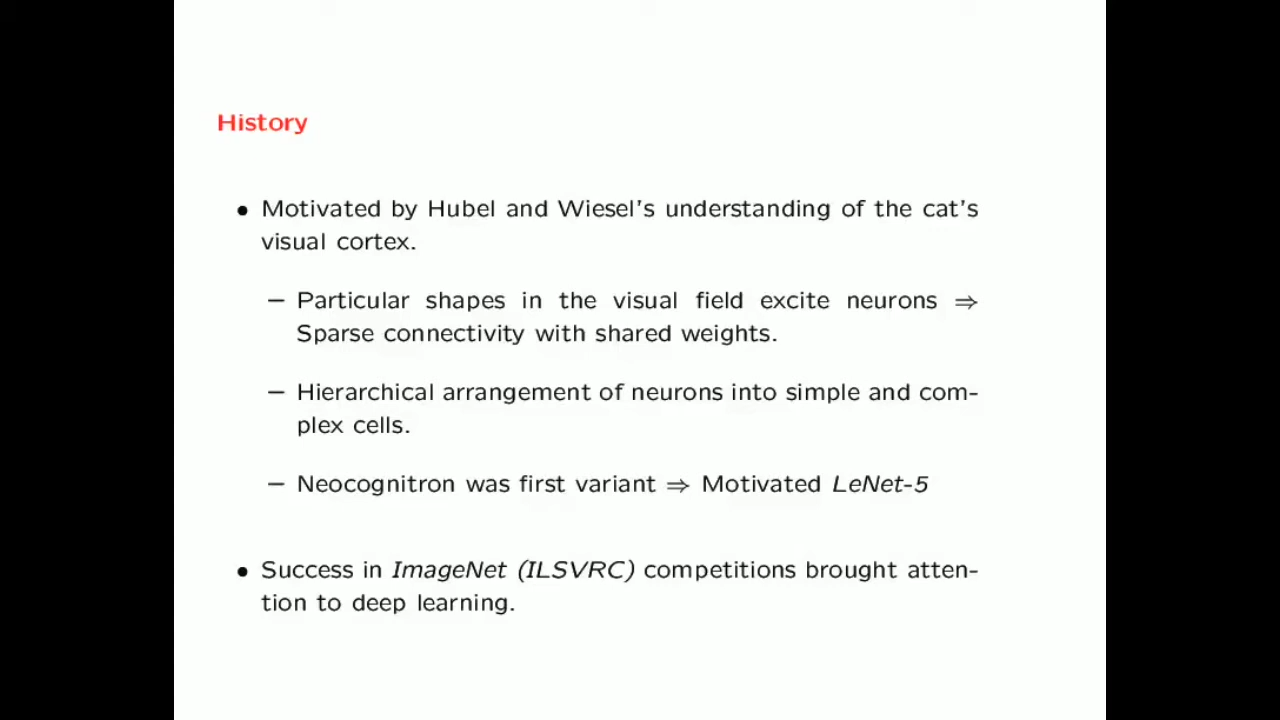 History
• Motivated by Hubel and Wiesel's understanding of the cat's
visual cortex.
– Particular shapes in the visual field excite neurons ⇒
Sparse connectivity with shared weights.
– Hierarchical arrangement of neurons into simple and com-
plex cells.
– Neocognitron was first variant ⇒ Motivated LeNet-5
• Success in ImageNet (ILSVRC) competitions brought atten-
tion to deep learning.